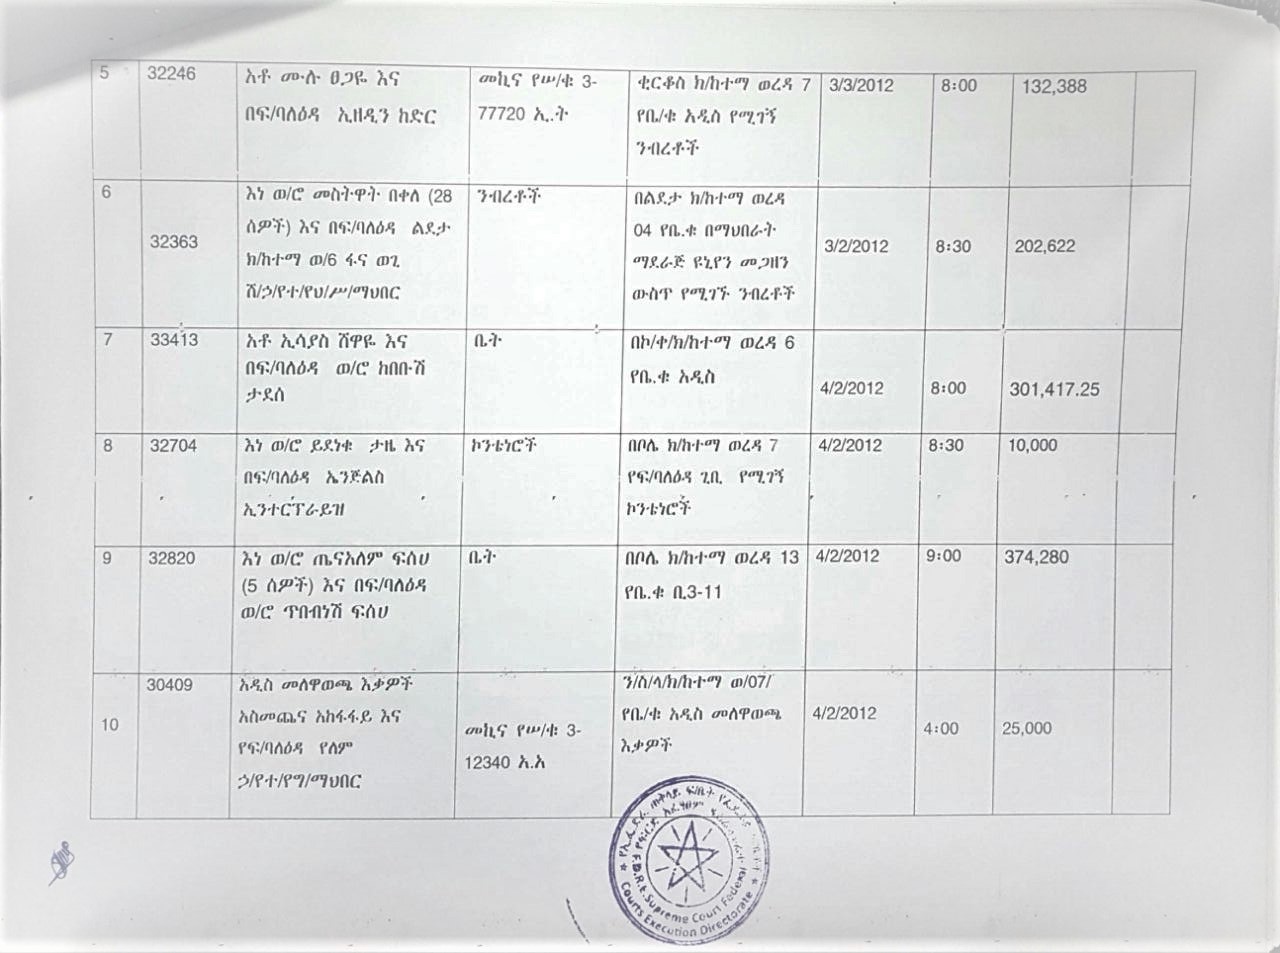 5 32246 አቶ ሙሉ ፀጋዬ እና መኪና የሠ/ቁ 3- ቂርቆስ ክ/ከተማ ወረዳ 7 3/3/2012 8፡00 132,388
በፍ/ባለዕዳ ኢዘዲን ከድር 77720 ኢ.ት የቤ/ቁ አዲስ የሚገኝ
ንብረቶች
6 እነ ወ/ሮ መስትዋት በቀለ (28 ንብረቶች በልደታ ክ/ከተማ ወረዳ
32363 ሰዎች) እና በፍ/ባለዕዳ ልደታ 04 የቤ.ቁ በማህበራት 3/2/2012 8፡30 202,622
ክ/ከተማ ወ/6 ፋና ወጊ ማደራጃ ዩኒየን መጋዘን
ሸ/ኃ/የተ/የህ/ሥ/ማህበር ውስጥ የሚገኙ ንብረቶች
7 33413 አቶ ኢሳያስ ሽዋዬ እና ቤት በኮ/ቀ/ክ/ከተማ ወረዳ 6
በፍ/ባለዕዳ ወ/ሮ ከበቡሽ የቤ.ቁ አዲስ 4/2/2012 8፡00 301,417.25
ታደሰ
8 32704 እነ ወ/ሮ ይደነቁ ታዜ እና ኮንቴነሮች በቦሌ ክ/ከተማ ወረዳ 7 4/2/2012 8፡30 10,000
በፍ/ባለዕዳ ኤንጅልስ የፍ/ባለዕዳ ጊቢ የሚገኝ
ኢንተርፕራይዝ ኮንቴነሮች
9 32820 እነ ወ/ሮ ጤናአለም ፍሰሀ ቤት በቦሌ ክ/ከተማ ወረዳ 13 4/2/2012 9፡00 374,280
(5 ሰዎች) እና በፍ/ባለዕዳ የቤ.ቁ ቢ3-11
ወ/ሮ ጥበብነሽ ፍሰሀ
30409 አዲስ መለዋወጫ እቃዎች ን/ስ/ላ/ክ/ከተማ ወ/07/
10 አስመጪና አከፋፋይ እና መኪና የሠ/ቁ 3- የቤ/ቁ አዲስ መለዋወጫ 4/2/2012 4፡00 25,000
የፍ/ባለዕዳ የለም 12340 አ.አ እቃዎች
ኃ/የተ/የግ/ማህበር
F.D.R.E. Supreme Court Federal
Courts Execution Directorate